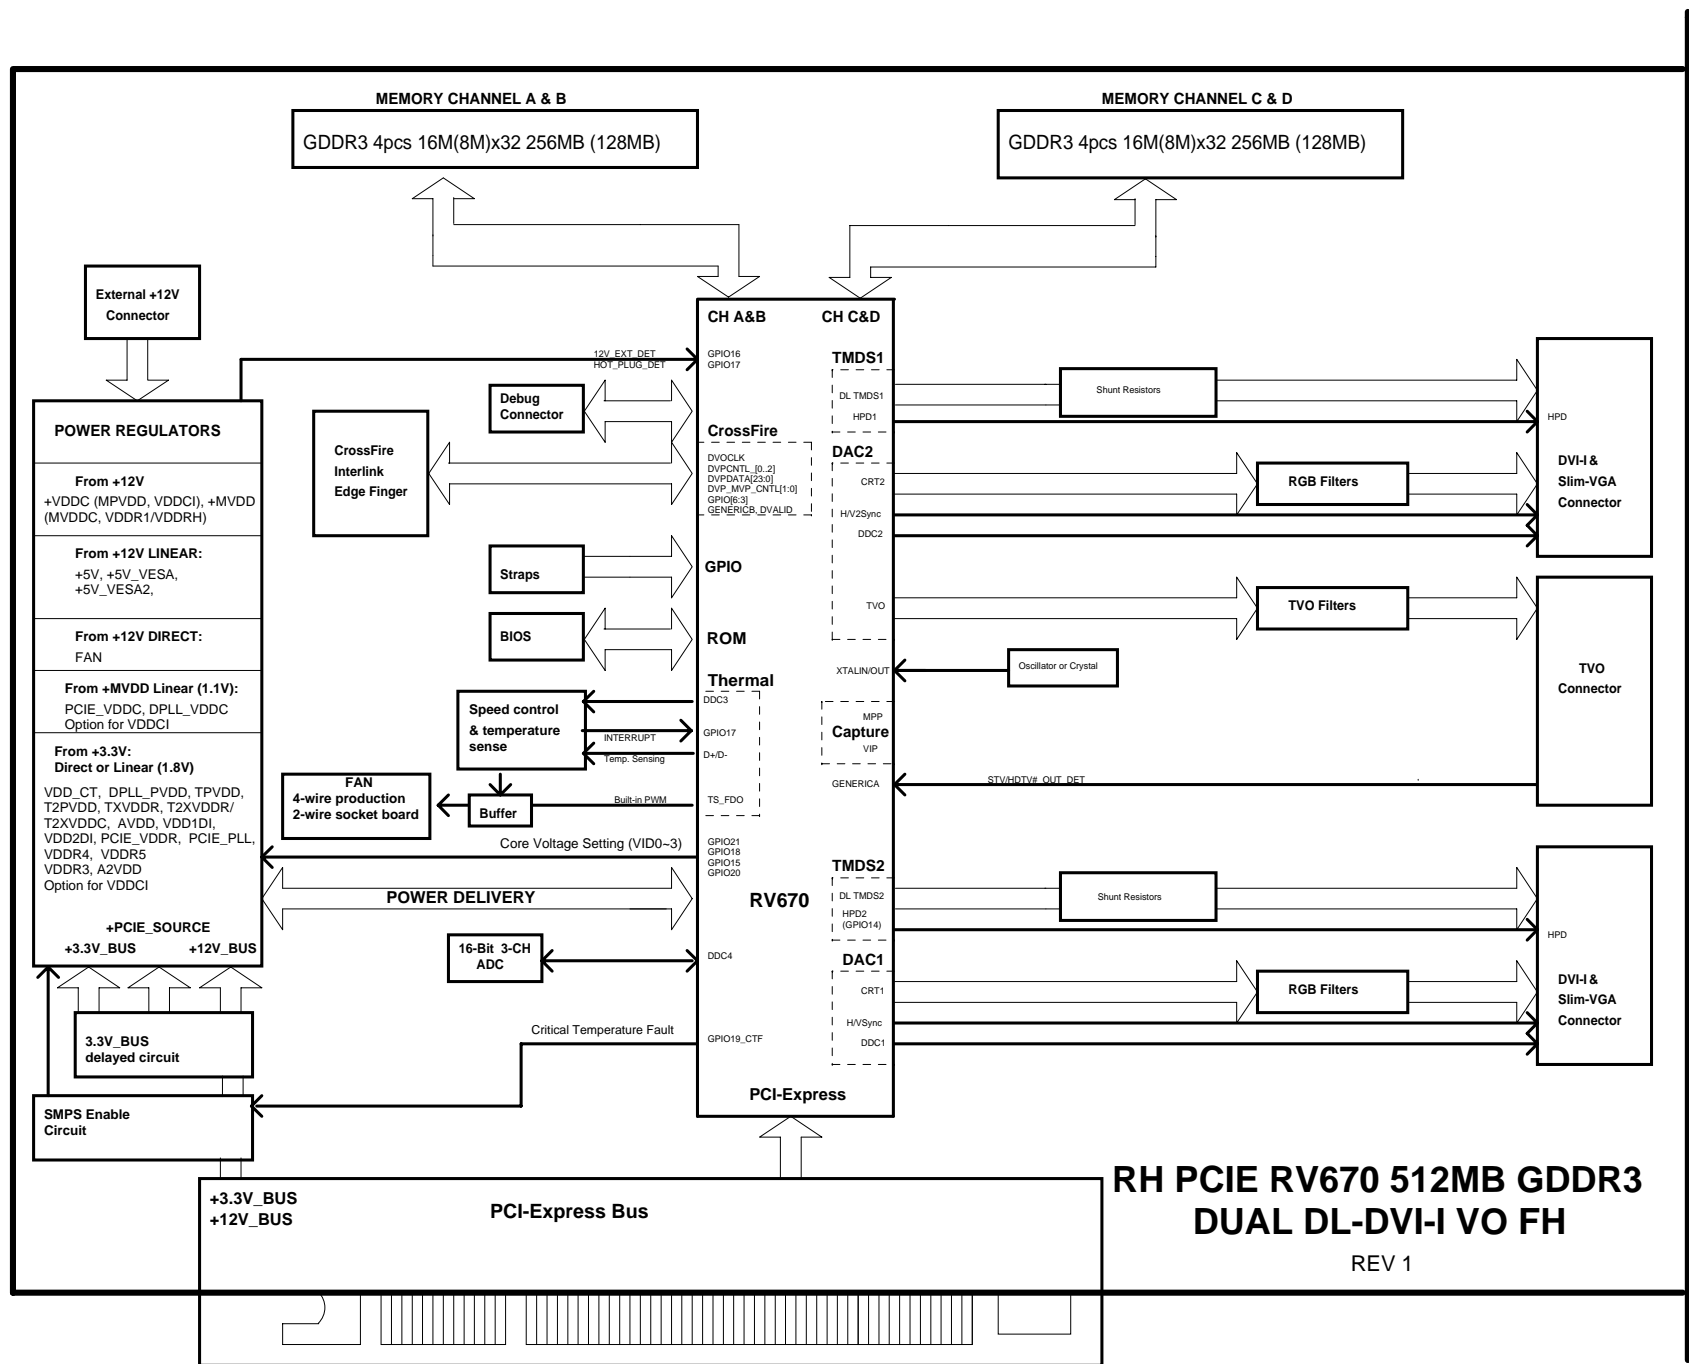 MEMORY CHANNEL A & B
GDDR3 4pcs 16M(8M)x32 256MB (128MB)
MEMORY CHANNEL C & D
GDDR3 4pcs 16M(8M)x32 256MB (128MB)
External +12V
Connector
POWER REGULATORS
From +12V
+VDDC (MPVDD, VDDCI), +MVDD
(MVDDC, VDDR1/VDDRH)
From +12V LINEAR:
+5V, +5V_VESA,
+5V_VESA2,
From +12V DIRECT:
FAN
From +MVDD Linear (1.1V):
PCIE_VDDC, DPLL_VDDC
Option for VDDCI
From +3.3V:
Direct or Linear (1.8V)
VDD_CT, DPLL_PVDD, TPVDD,
T2PVDD, TXVDDR, T2XVDDR/
T2XVDDC, AVDD, VDD1DI,
VDD2DI, PCIE_VDDR, PCIE_PLL,
VDDR4, VDDR5
VDDR3, A2VDD
Option for VDDCI
+PCIE_SOURCE
+3.3V_BUS
+12V_BUS
3.3V_BUS
delayed circuit
SMPS Enable
Circuit
12V_EXT_DET
HOT_PLUG_DET
Debug
Connector
CrossFire
Interlink
Edge Finger
Straps
BIOS
Speed control
& temperature
sense
INTERRUPT
Temp. Sensing
FAN
4-wire production
2-wire socket board
Buffer
Built-in PWM
Core Voltage Setting (VID0~3)
POWER DELIVERY
16-Bit 3-CH
ADC
Critical Temperature Fault
CH A&B
CH C&D
GPIO16
GPIO17
CrossFire
DVOCLK
DVPCNTL_[0..2]
DVPDATA[23:0]
DVP_MVP_CNTL[1:0]
GPIO[6:3]
GENERICB, DVALID
GPIO
ROM
Thermal
DDC3
GPIO17
D+/D-
TS_FDO
GPIO21
GPIO18
GPIO15
GPIO20
RV670
DDC4
GPIO19_CTF
PCI-Express
TMDS1
DL TMDS1
HPD1
DAC2
CRT2
H/V2Sync
DDC2
TVO
XTALIN/OUT
MPP
Capture
VIP
GENERICA
TMDS2
DL TMDS2
HPD2
(GPIO14)
DAC1
CRT1
H/VSync
DDC1
Shunt Resistors
RGB Filters
TVO Filters
Oscillator or Crystal
STV/HDTV# OUT_DET
Shunt Resistors
RGB Filters
HPD
DVI-I &
Slim-VGA
Connector
TVO
Connector
HPD
DVI-I &
Slim-VGA
Connector
+3.3V_BUS
+12V_BUS
PCI-Express Bus
RH PCIE RV670 512MB GDDR3
DUAL DL-DVI-I VO FH
REV 1